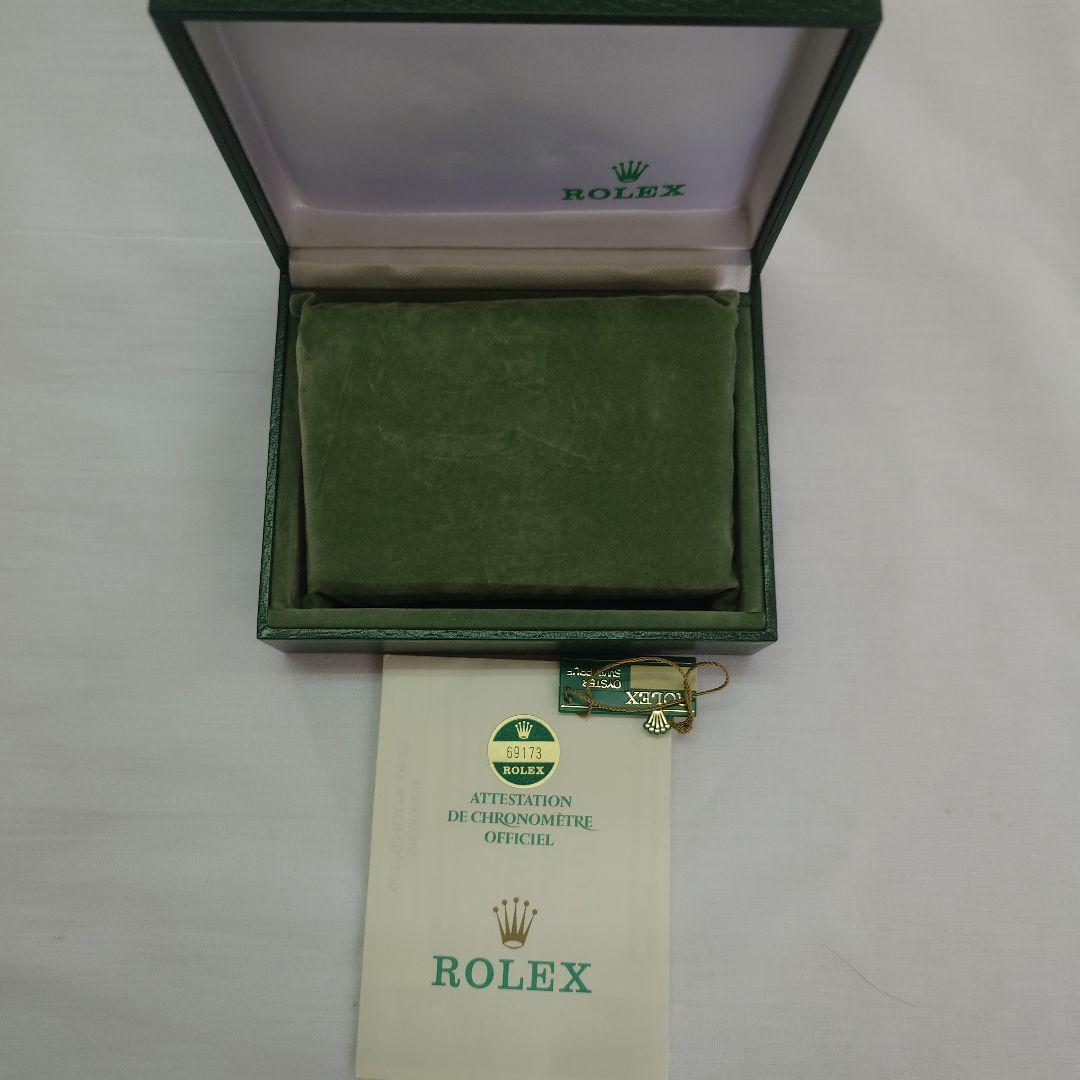 ROLEX
ROLEX
OYSTER
69173
ROLEX
ATTESTATION
DE CHRONOMÈTRE
OFFICIEL
ROLEX